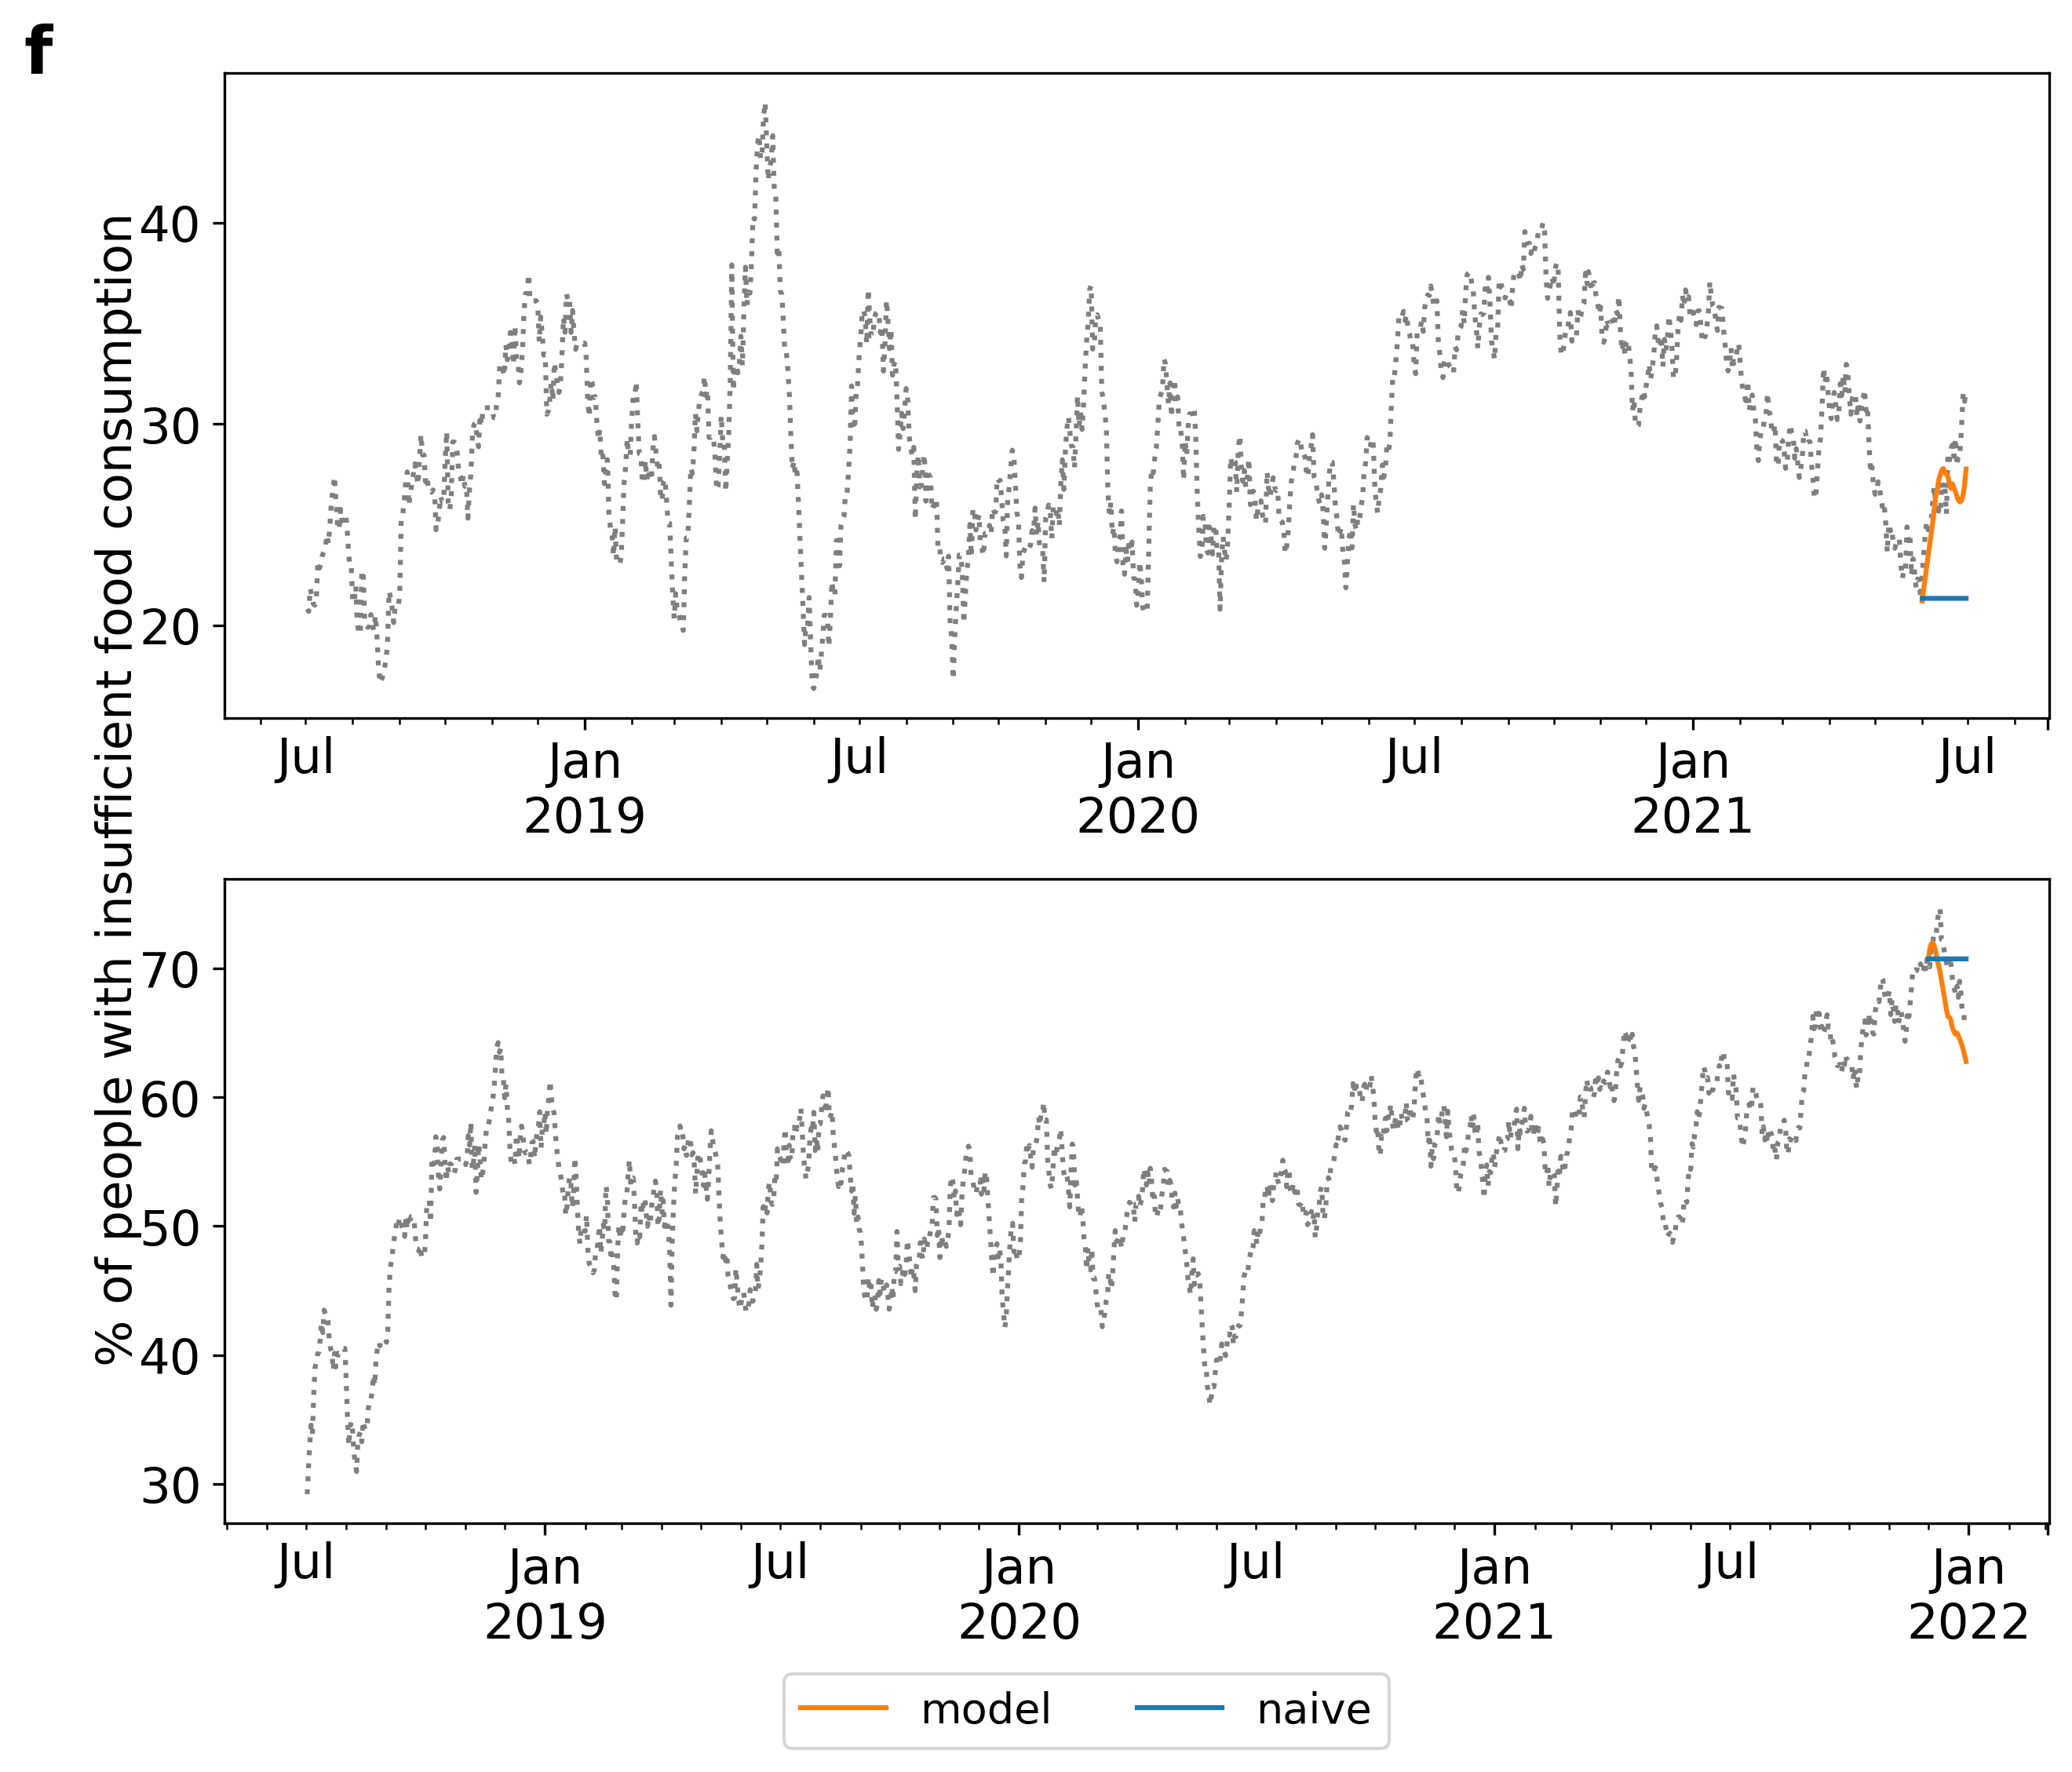 f
% of people with insufficient food consumption
40
30
20
Jul Jan Jul Jan Jul Jan Jul
2019 2020 2021
70
60
50
40
30
Jul Jan Jul Jan Jul Jan Jul Jan
2019 2020 2021 2022
model naive